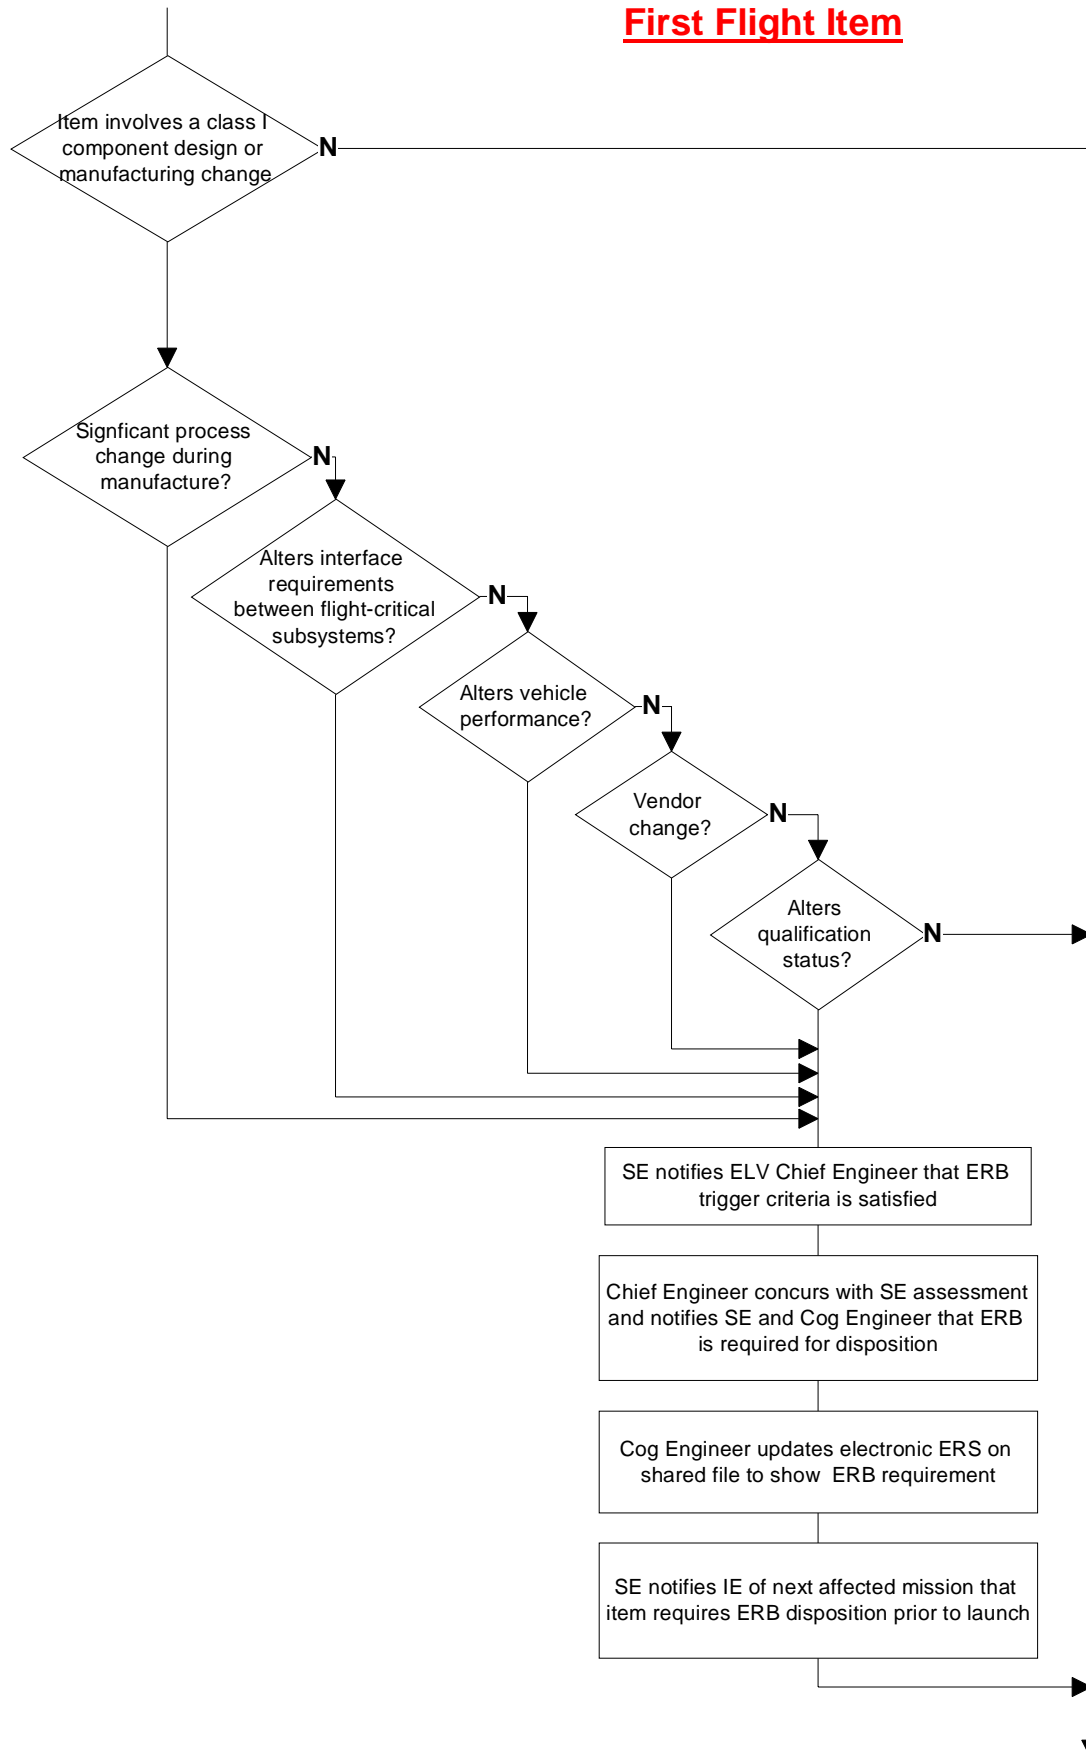 First Flight Item
Item involves a class I
component design or
manufacturing change
N
Signficant process
change during
manufacture?
N
Alters interface
requirements
between flight-critical
subsystems?
N
Alters vehicle
performance?
N
Vendor
change?
N
Alters
qualification
status?
N
SE notifies ELV Chief Engineer that ERB
trigger criteria is satisfied
Chief Engineer concurs with SE assessment
and notifies SE and Cog Engineer that ERB
is required for disposition
Cog Engineer updates electronic ERS on
shared file to show ERB requirement
SE notifies IE of next affected mission that
item requires ERB disposition prior to launch